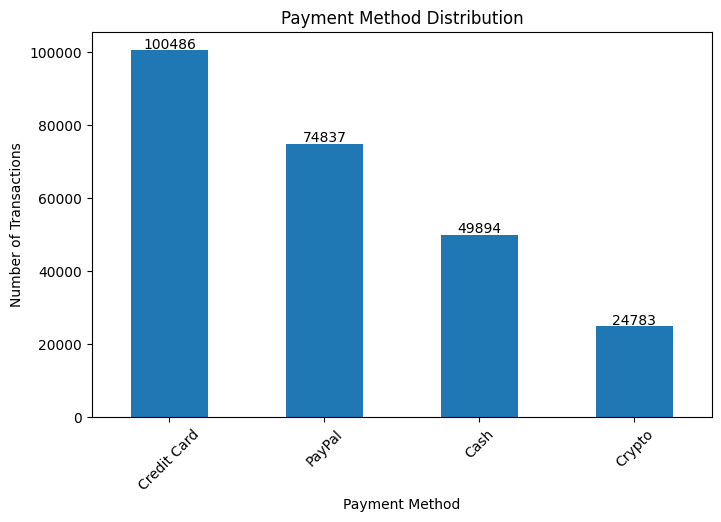 Payment Method Distribution
Number of Transactions
100000
80000
60000
40000
20000
0
100486
74837
49894
24783
Credit Card
PayPal
Cash
Crypto
Payment Method